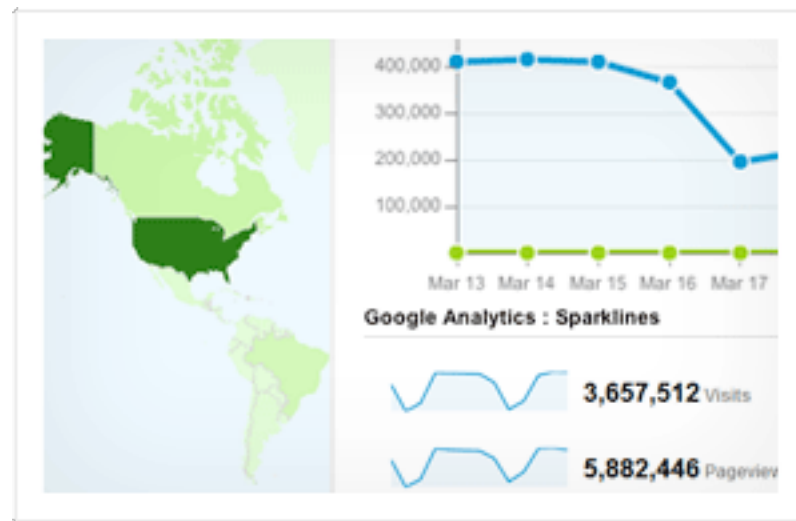 400,000
300,000
200,000
100,000
Mar 13 Mar 14 Mar 15 Mar 16 Mar 17
Google Analytics : Sparklines
3,657,512 Visits
5,882,446 Pageview